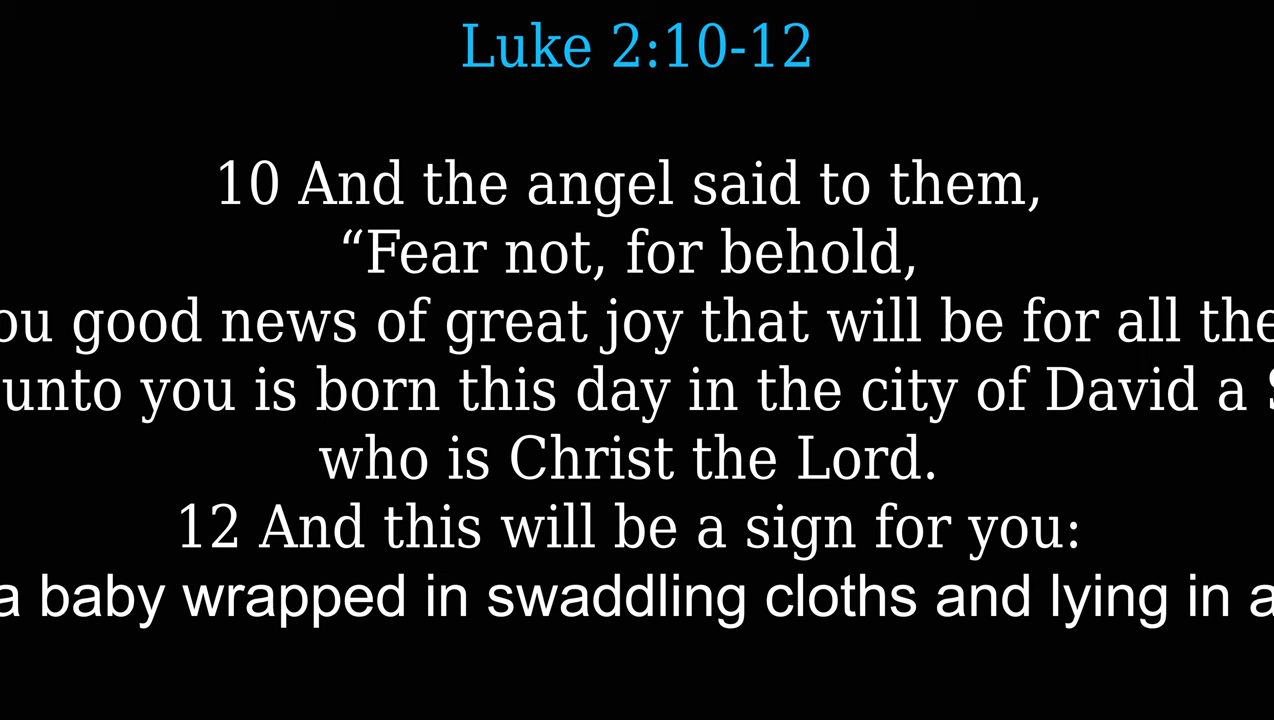 Luke 2:10-12
10 And the angel said to them,
“Fear not, for behold,
ou good news of great joy that will be for all the
unto you is born this day in the city of David a S
who is Christ the Lord.
12 And this will be a sign for you:
a baby wrapped in swaddling cloths and lying in a